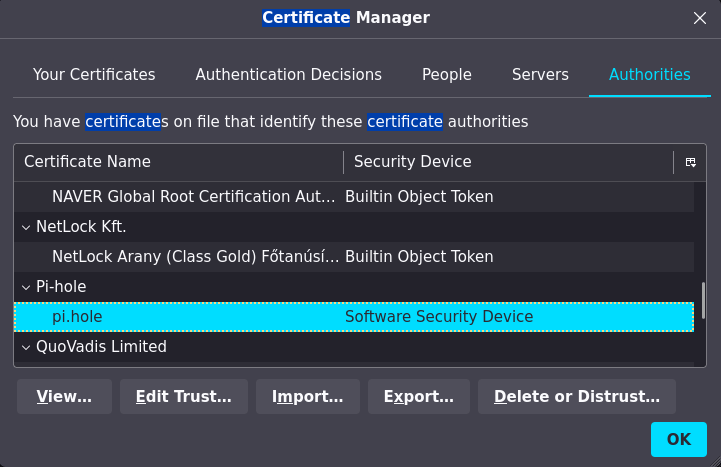 Certificate Manager
Your Certificates Authentication Decisions People Servers Authorities
You have certificates on file that identify these certificate authorities
Certificate Name Security Device
NAVER Global Root Certification Aut… Builtin Object Token
NetLock Kft.
NetLock Arany (Class Gold) Főtanúsí… Builtin Object Token
Pi-hole
pi.hole Software Security Device
QuoVadis Limited
View… Edit Trust… Import… Export… Delete or Distrust…
OK